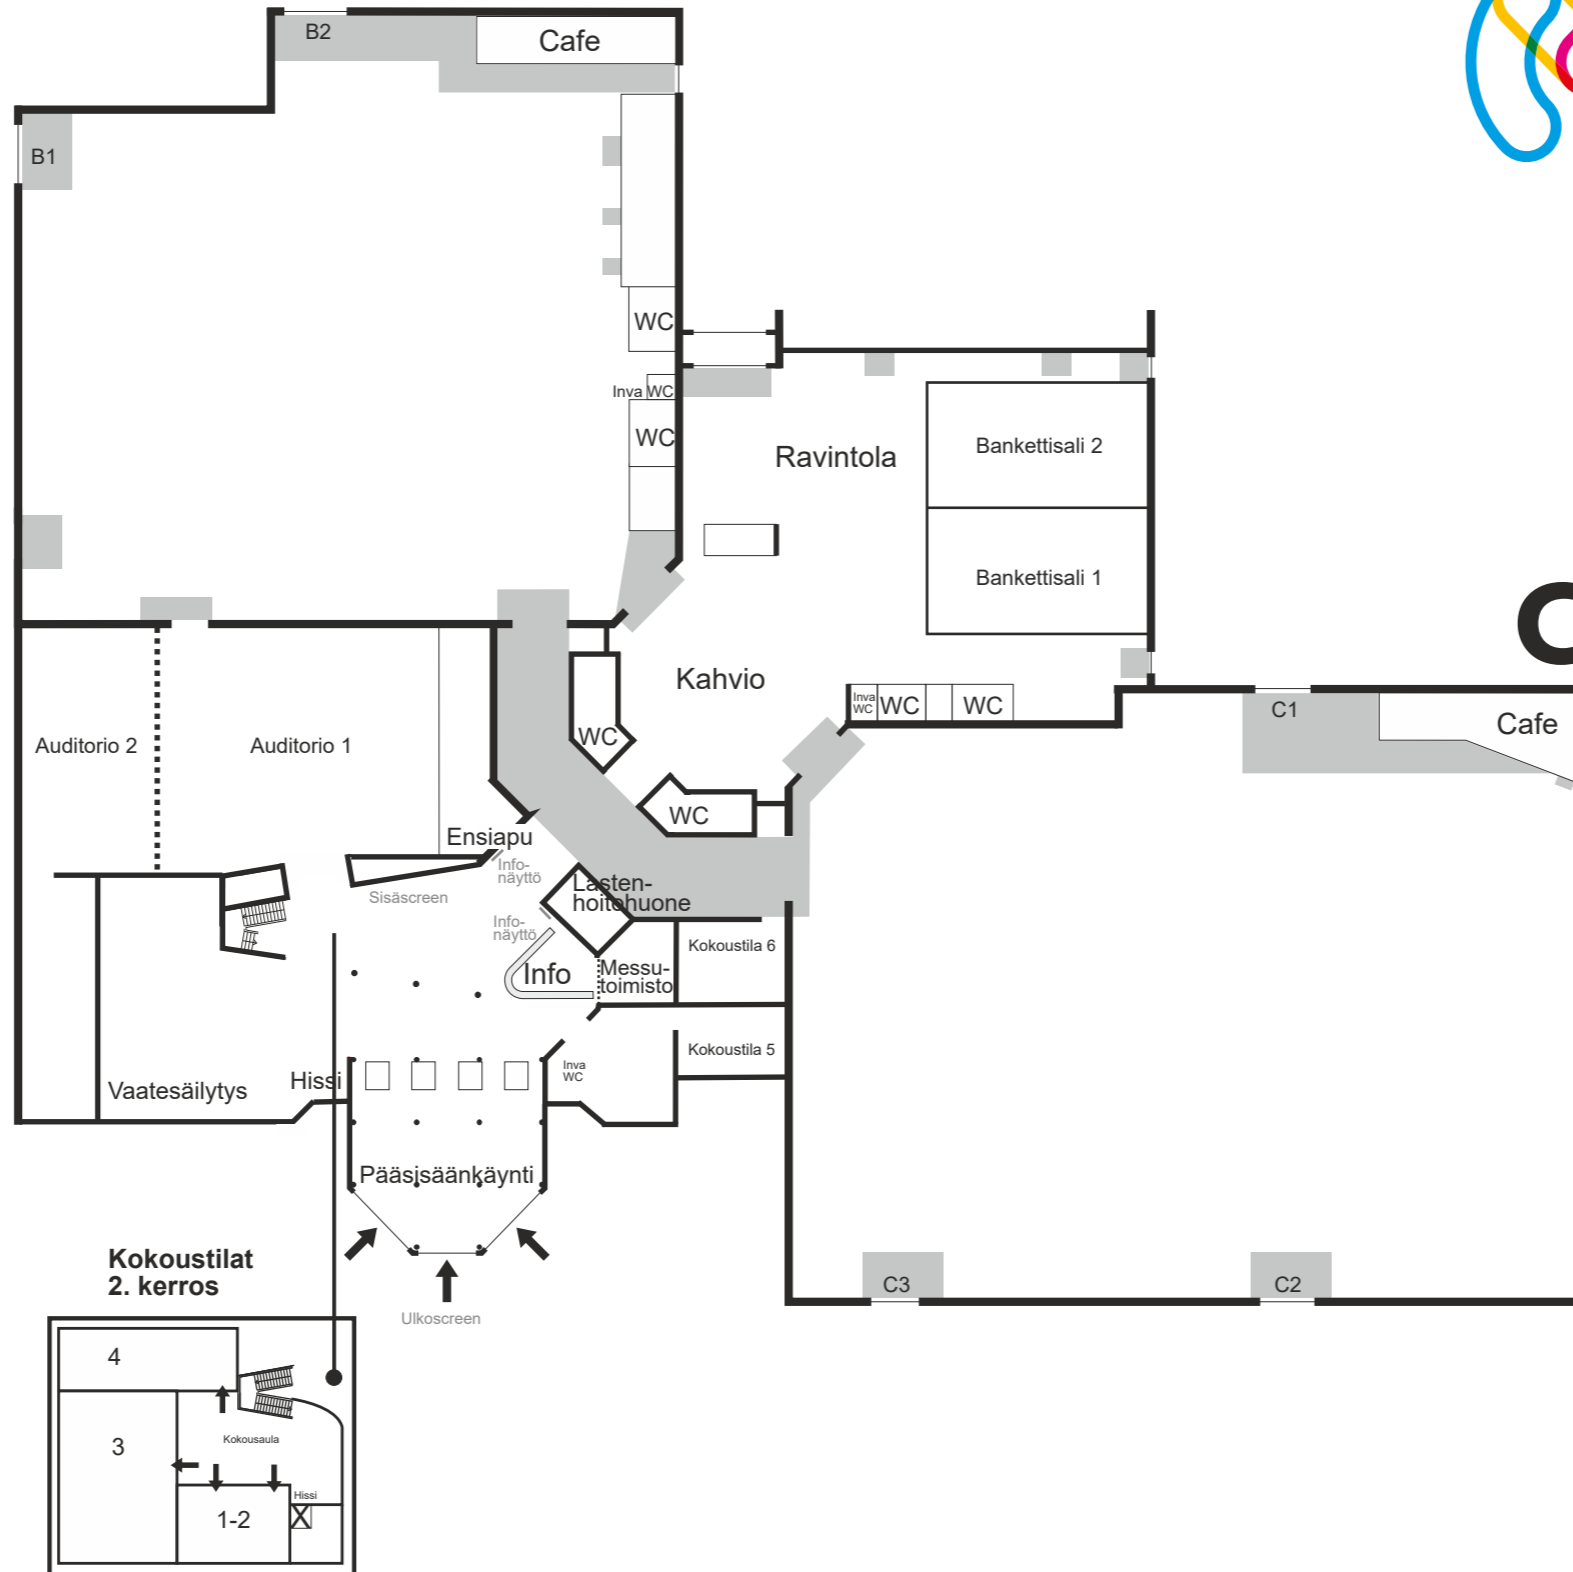 B2
Cafe
B1
WC
Inva WC
WC
Ravintola
Bankettisali 2
Bankettisali 1
Kahvio
Inva
WC
WC
WC
C1
Cafe
C
Auditorio 2
Auditorio 1
WC
WC
Ensiapu
Info-
näyttö
Sisäscreen
Lasten-
hoitohuone
Info-
näyttö
Info
Messu-
toimisto
Kokoustila 6
Kokoustila 5
Inva
WC
Vaatesäilytys
Hissi
Pääsisäänkäynti
Ulkoscreen
C3
C2
Kokoustilat
2. kerros
4
3
Kokousaula
Hissi
1-2